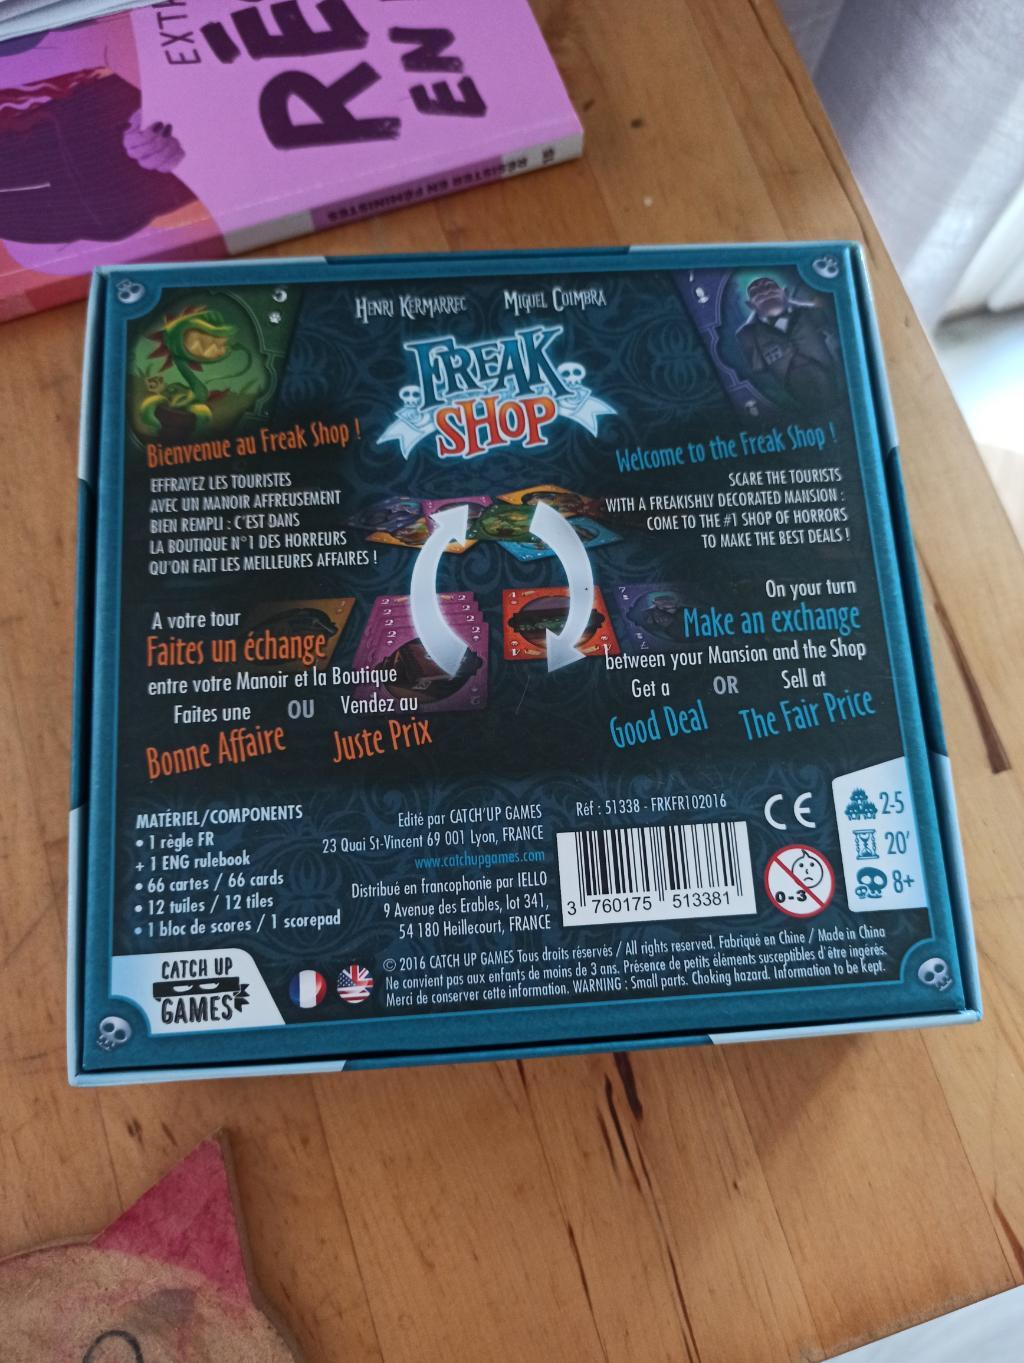 RÉ
EN
RÉSISTER EN FÉMINISTES
HENRI KERMARREC
MIGUEL COIMBRA
FREAK
SHOP
Bienvenue au Freak Shop !
EFFRAYEZ LES TOURISTES
AVEC UN MANOIR AFFREUSEMENT
BIEN REMPLI : C'EST DANS
LA BOUTIQUE N°1 DES HORREURS
QU'ON FAIT LES MEILLEURES AFFAIRES !
Welcome to the Freak Shop !
SCARE THE TOURISTS
WITH A FREAKISHLY DECORATED MANSION :
COME TO THE #1 SHOP OF HORRORS
TO MAKE THE BEST DEALS !
A votre tour
Faites un échange
entre votre Manoir et la Boutique
Faites une OU Vendez au
Bonne Affaire Juste Prix
On your turn
Make an exchange
between your Mansion and the Shop
Get a OR Sell at
Good Deal The Fair Price
MATÉRIEL/COMPONENTS
• 1 règle FR
+ 1 ENG rulebook
• 66 cartes / 66 cards
• 12 tuiles / 12 tiles
• 1 bloc de scores / 1 scorepad
Edité par CATCH'UP GAMES
23 Quai St-Vincent 69 001 Lyon, FRANCE
www.catchupgames.com
Distribué en francophonie par IELLO
9 Avenue des Erables, lot 341,
54 180 Heillecourt, FRANCE
Réf : 51338 - FRKFR102016
3 760175 513381
CE
0-3
2-5
20'
8+
CATCH UP
GAMES
© 2016 CATCH UP GAMES Tous droits réservés / All rights reserved. Fabriqué en Chine / Made in China
Ne convient pas aux enfants de moins de 3 ans. Présence de petits éléments susceptibles d'être ingérés.
Merci de conserver cette information. WARNING : Small parts. Choking hazard. Information to be kept.